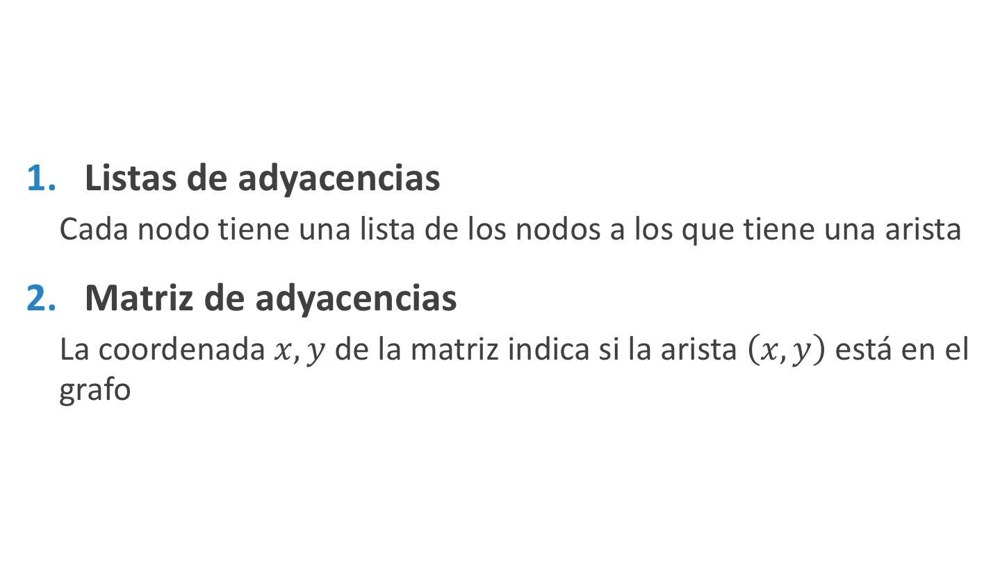 1. Listas de adyacencias
Cada nodo tiene una lista de los nodos a los que tiene una arista
2. Matriz de adyacencias
La coordenada 𝑥, 𝑦 de la matriz indica si la arista (𝑥, 𝑦) está en el
grafo